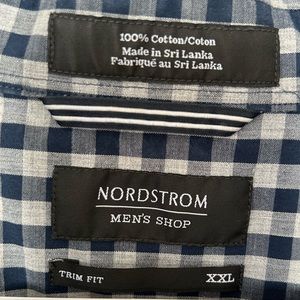 100% Cotton/Coton
Made in Sri Lanka
Fabriqué au Sri Lanka
NORDSTROM
MEN'S SHOP
TRIM FIT XXL